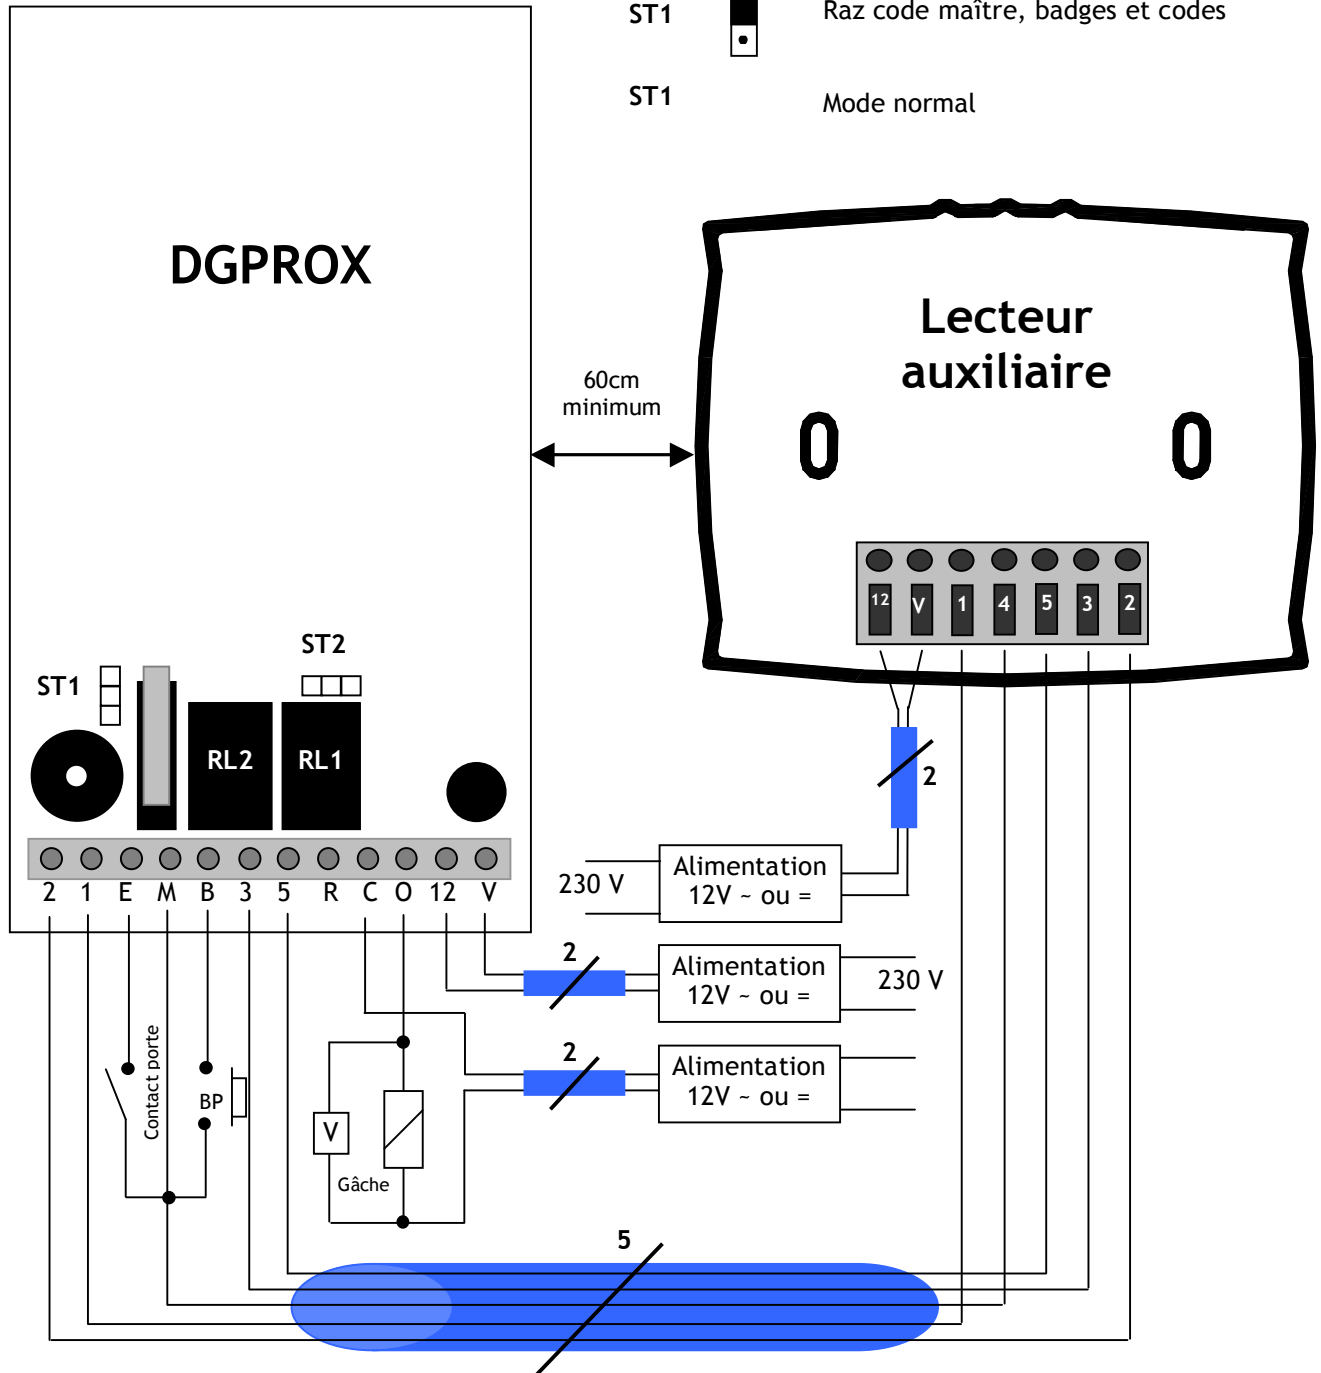 ST1 Raz code maître, badges et codes
ST1 Mode normal
DGPROX
Lecteur
auxiliaire
60cm
minimum
12 V 1 4 5 3 2
ST2
ST1
RL2 RL1
2
2 1 E M B 3 5 R C O 12 V
230 V
Alimentation
12V ~ ou =
2
Alimentation
12V ~ ou =
230 V
2
Alimentation
12V ~ ou =
Contact porte
BP
V
Gâche
5